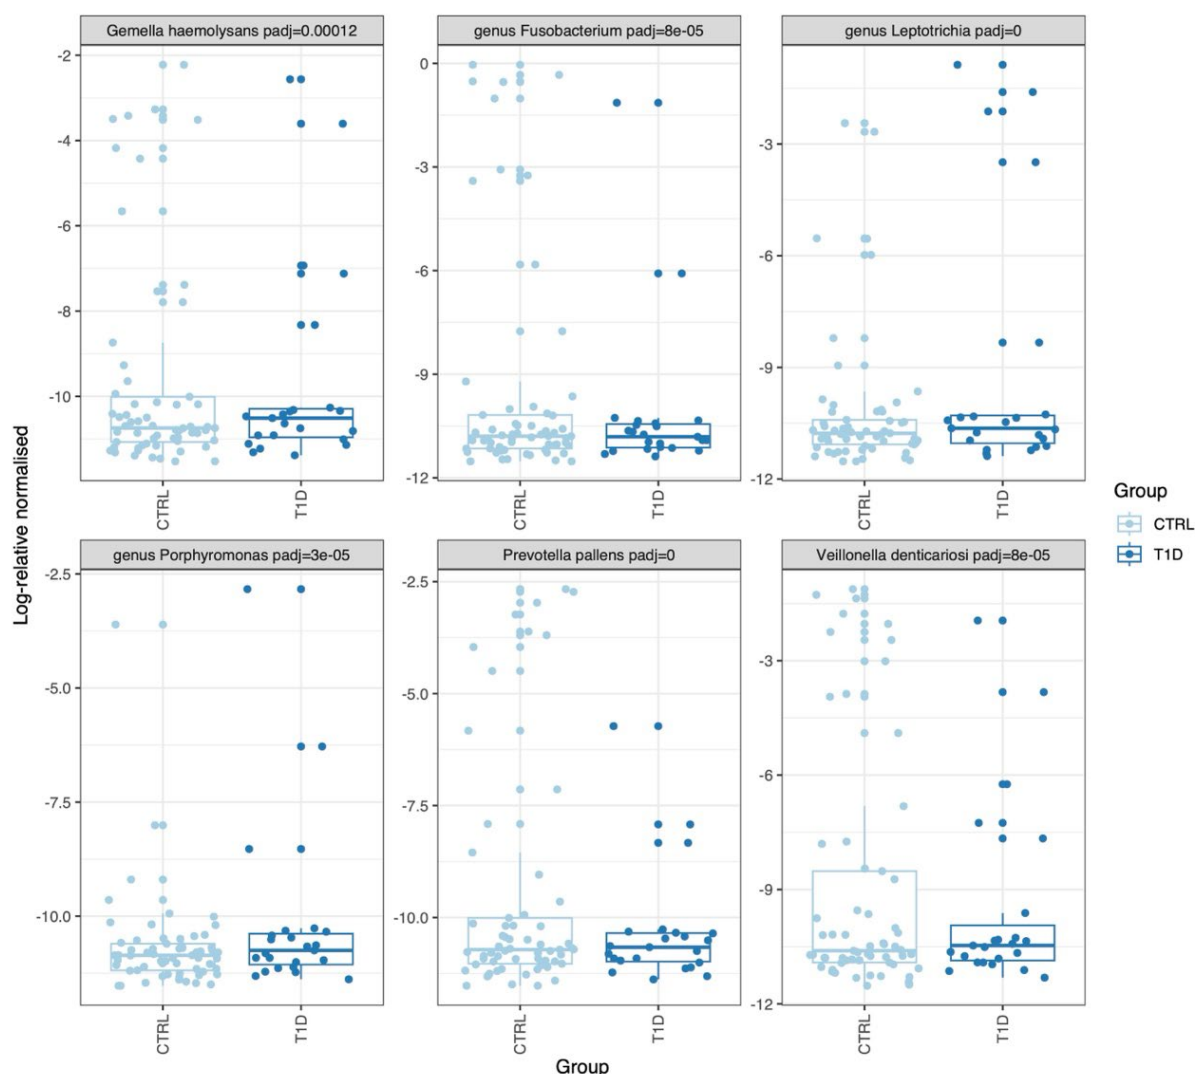 Gemella haemolysans padj=0.00012
genus Fusobacterium padj=8e-05
genus Leptotrichia padj=0
-2
-4
-6
-8
-10
0
-3
-6
-9
-12
-3
-6
-9
-12
CTRL
T1D
CTRL
T1D
CTRL
T1D
Log-relative normalised
Group
CTRL
T1D
genus Porphyromonas padj=3e-05
Prevotella pallens padj=0
Veillonella denticariosi padj=8e-05
-2.5
-5.0
-7.5
-10.0
-2.5
-5.0
-7.5
-10.0
-3
-6
-9
-12
CTRL
T1D
CTRL
T1D
CTRL
T1D
Group